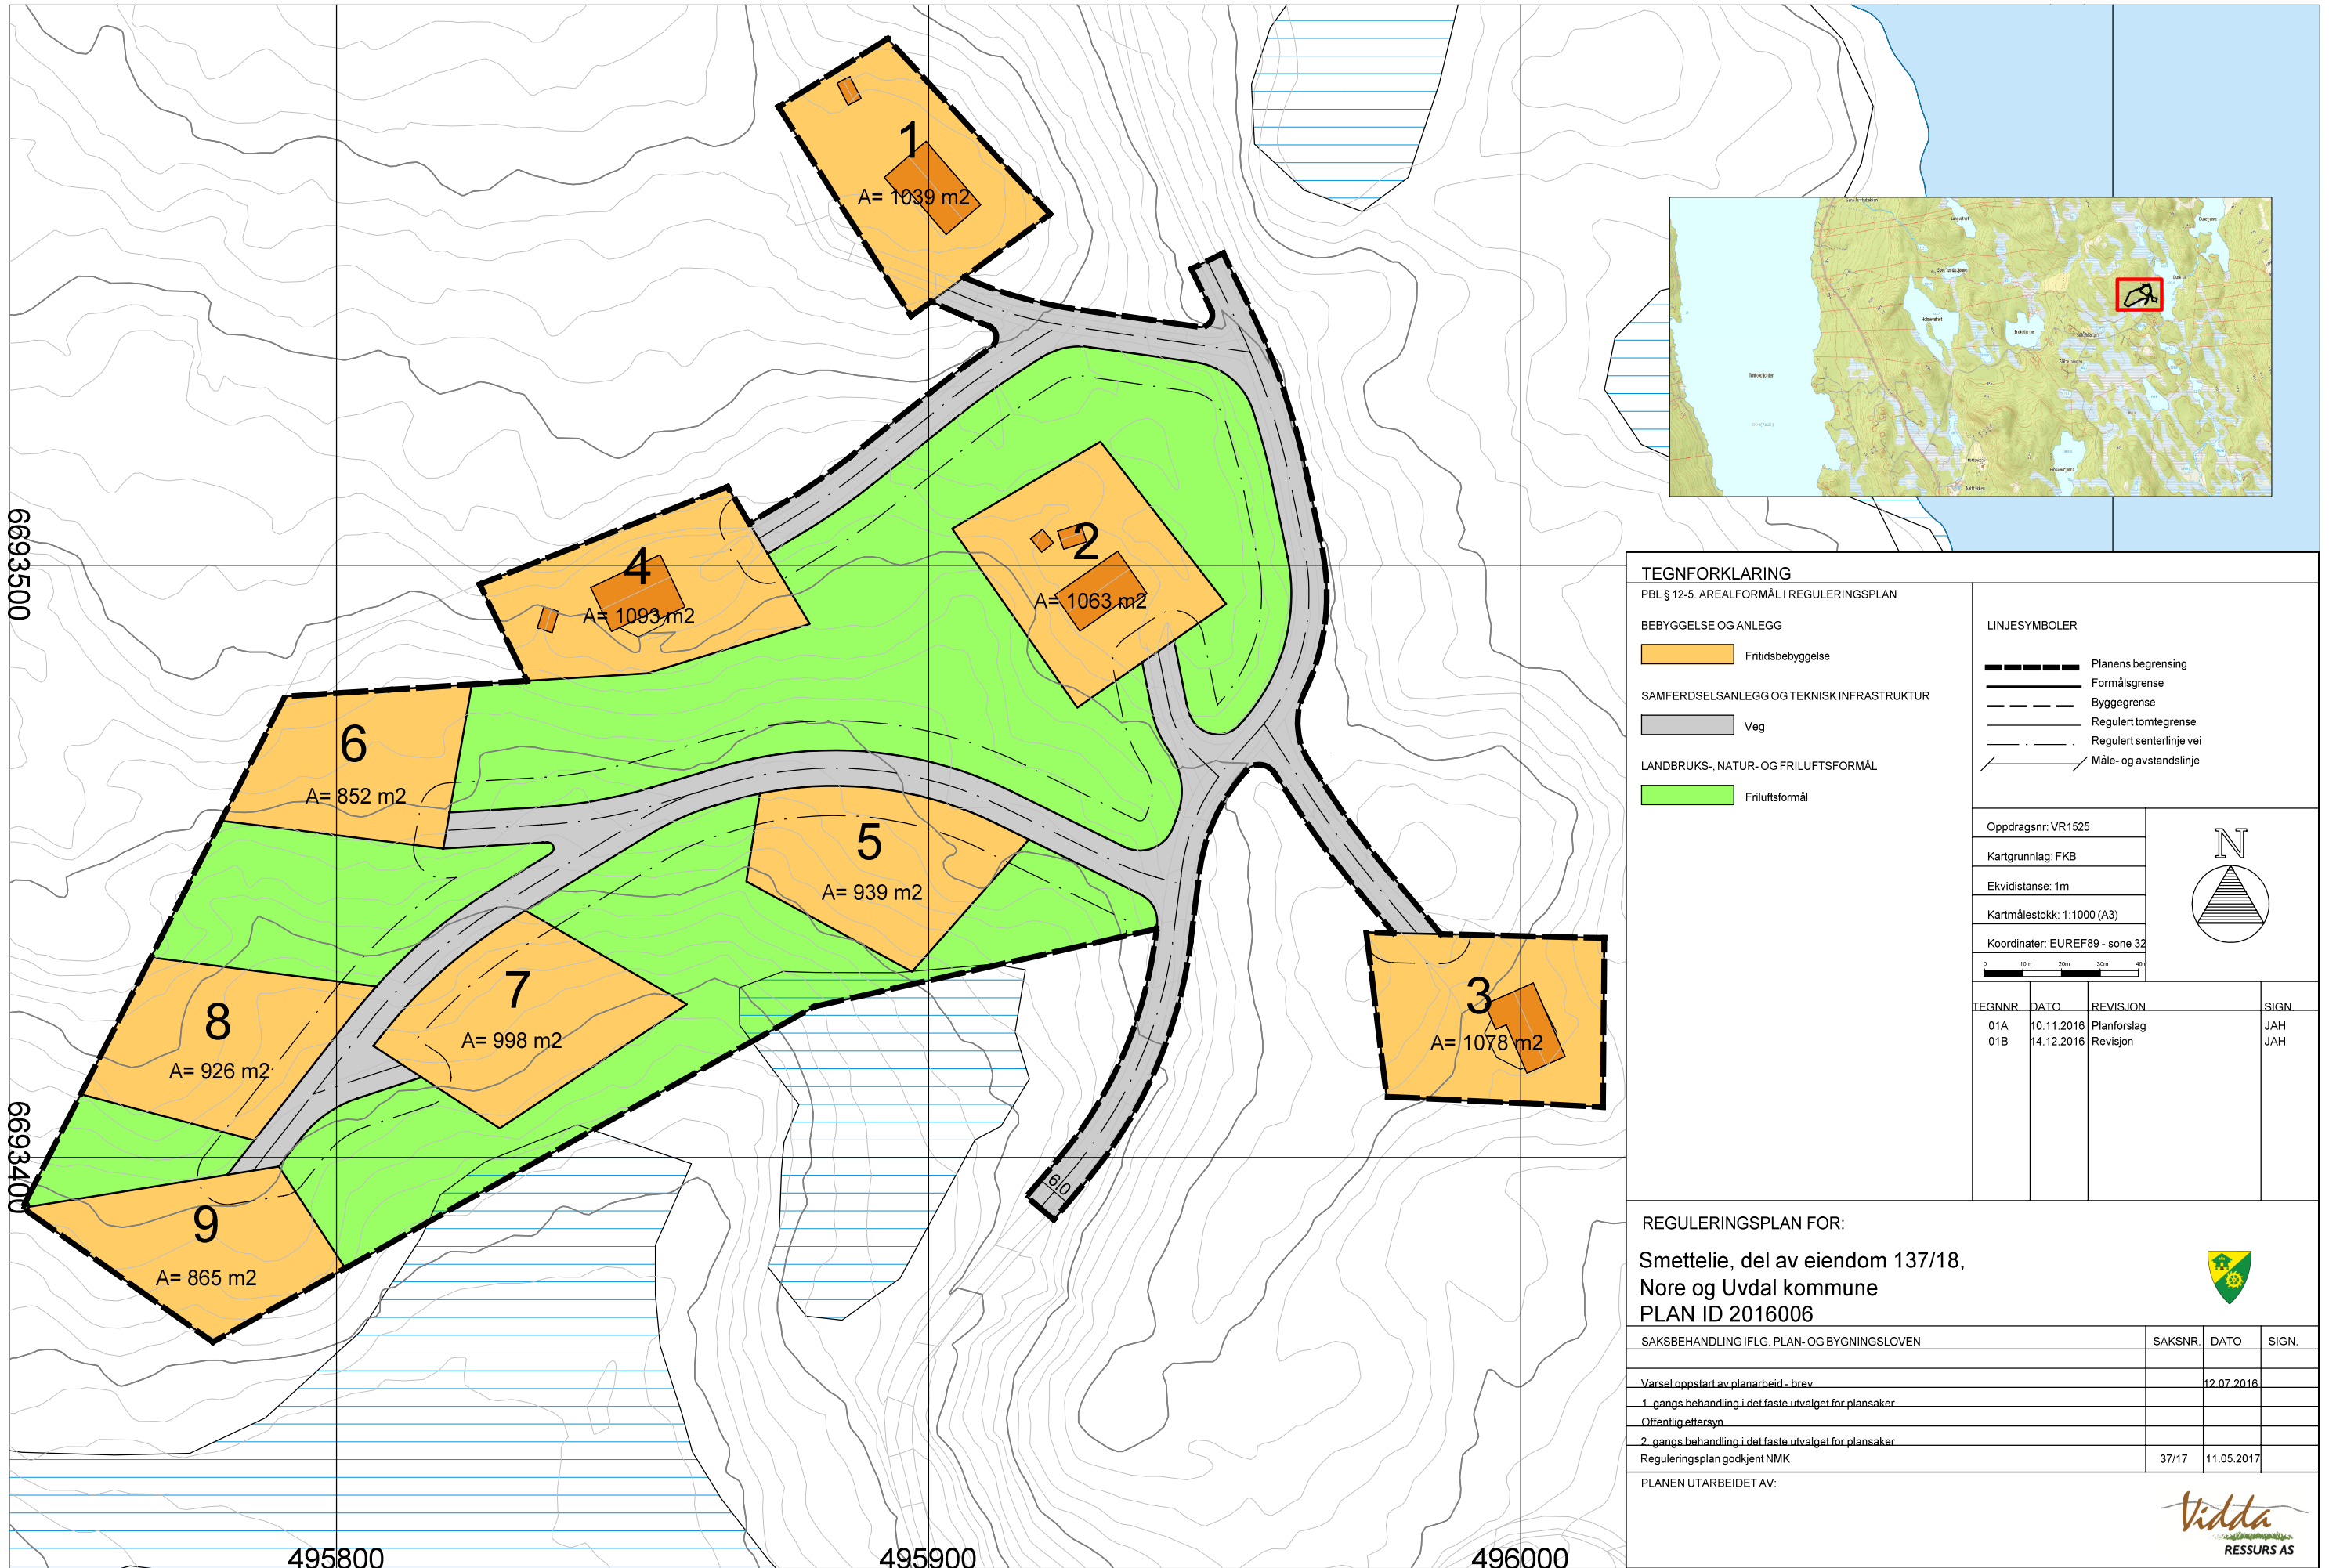 1
A= 1039 m2
2
A= 1063 m2
4
A= 1093 m2
6
A= 852 m2
5
A= 939 m2
7
A= 998 m2
8
A= 926 m2
3
A= 1078 m2
9
A= 865 m2
6.0
6693500
6693400
495800
495900
496000
TEGNFORKLARING
PBL § 12-5. AREALFORMÅL I REGULERINGSPLAN
BEBYGGELSE OG ANLEGG
Fritidsbebyggelse
SAMFERDSELSANLEGG OG TEKNISK INFRASTRUKTUR
Veg
LANDBRUKS-, NATUR- OG FRILUFTSFORMÅL
Friluftsformål
LINJESYMBOLER
Planens begrensing
Formålsgrense
Byggegrense
Regulert tomtegrense
Regulert senterlinje vei
Måle- og avstandslinje
Oppdragsnr: VR1525
Kartgrunnlag: FKB
Ekvidistanse: 1m
Kartmålestokk: 1:1000 (A3)
Koordinater: EUREF89 - sone 32
0 10m 20m 30m 40m
N
TEGNNR. DATO REVISJON SIGN.
01A 10.11.2016 Planforslag JAH
01B 14.12.2016 Revisjon JAH
REGULERINGSPLAN FOR:
Smettelie, del av eiendom 137/18,
Nore og Uvdal kommune
PLAN ID 2016006
SAKSBEHANDLING IFLG. PLAN- OG BYGNINGSLOVEN SAKSNR. DATO SIGN.
Varsel oppstart av planarbeid - brev 12.07.2016
1. gangs behandling i det faste utvalget for plansaker
Offentlig ettersyn
2. gangs behandling i det faste utvalget for plansaker
Reguleringsplan godkjent NMK 37/17 11.05.2017
PLANEN UTARBEIDET AV:
Vidda
RESSURS AS